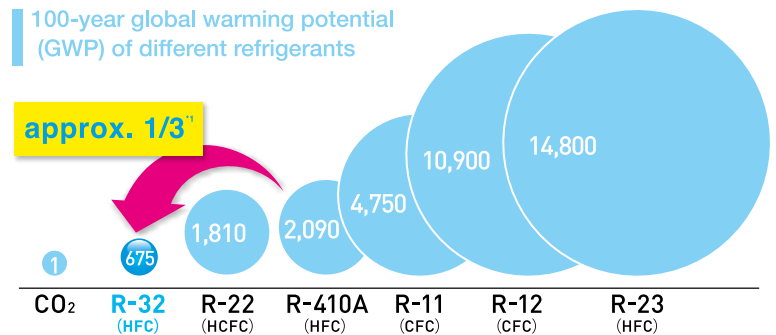 100-year global warming potential
(GWP) of different refrigerants
approx. 1/3*1
14,800
10,900
4,750
1,810
2,090
675
1
CO2 R-32 R-22 R-410A R-11 R-12 R-23
(HFC) (HCFC) (HFC) (CFC) (CFC) (HFC)